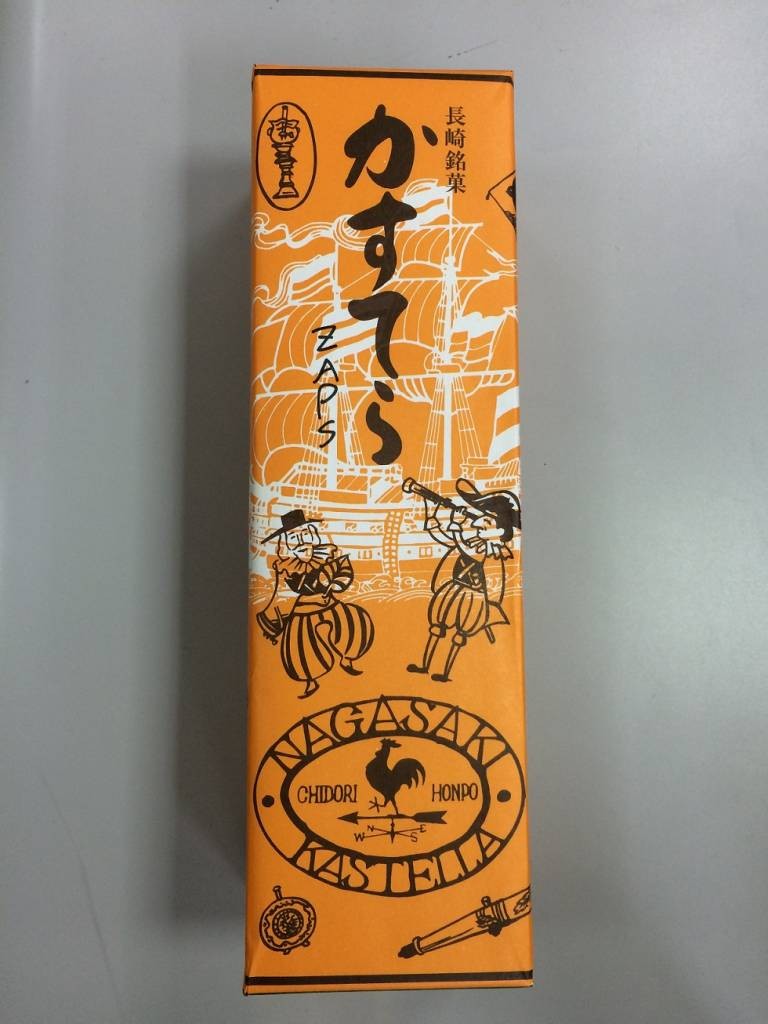 長崎銘菓
かすてら
ZAPS
NAGASAKI
CHIDORI HONPO
N
W E
S
KASTELLA